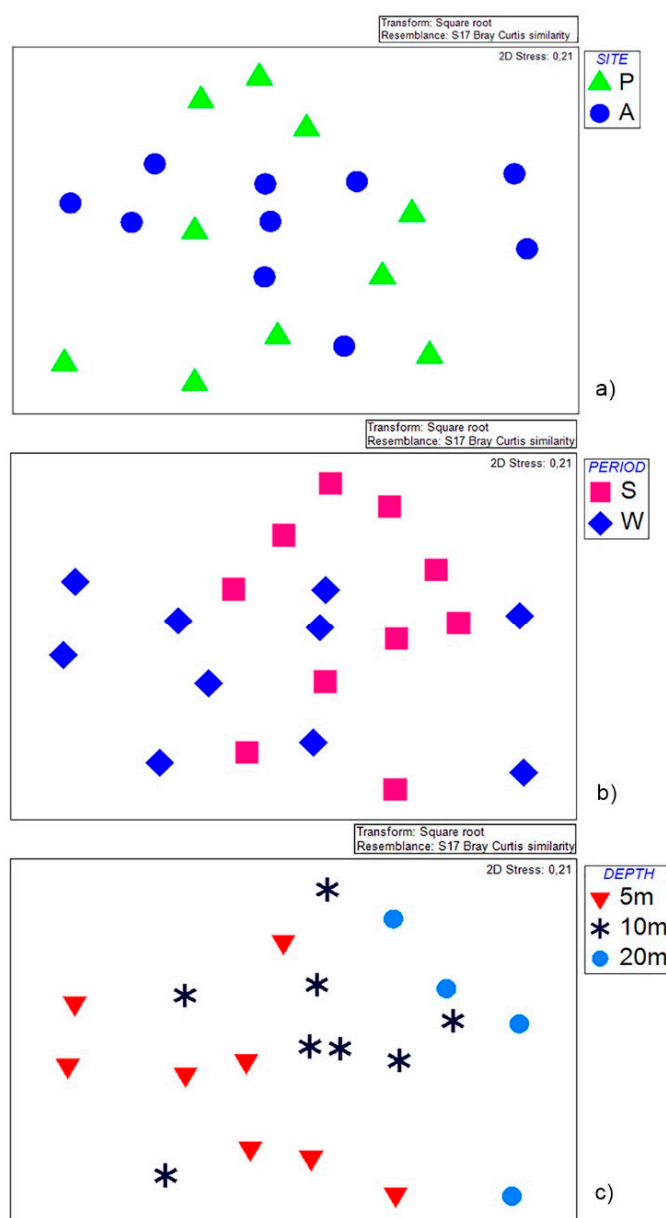 Transform: Square root
Resemblance: S17 Bray Curtis similarity
2D Stress: 0,21
SITE
P
A
a)
Transform: Square root
Resemblance: S17 Bray Curtis similarity
2D Stress: 0,21
PERIOD
S
W
b)
Transform: Square root
Resemblance: S17 Bray Curtis similarity
2D Stress: 0,21
DEPTH
5m
10m
20m
c)